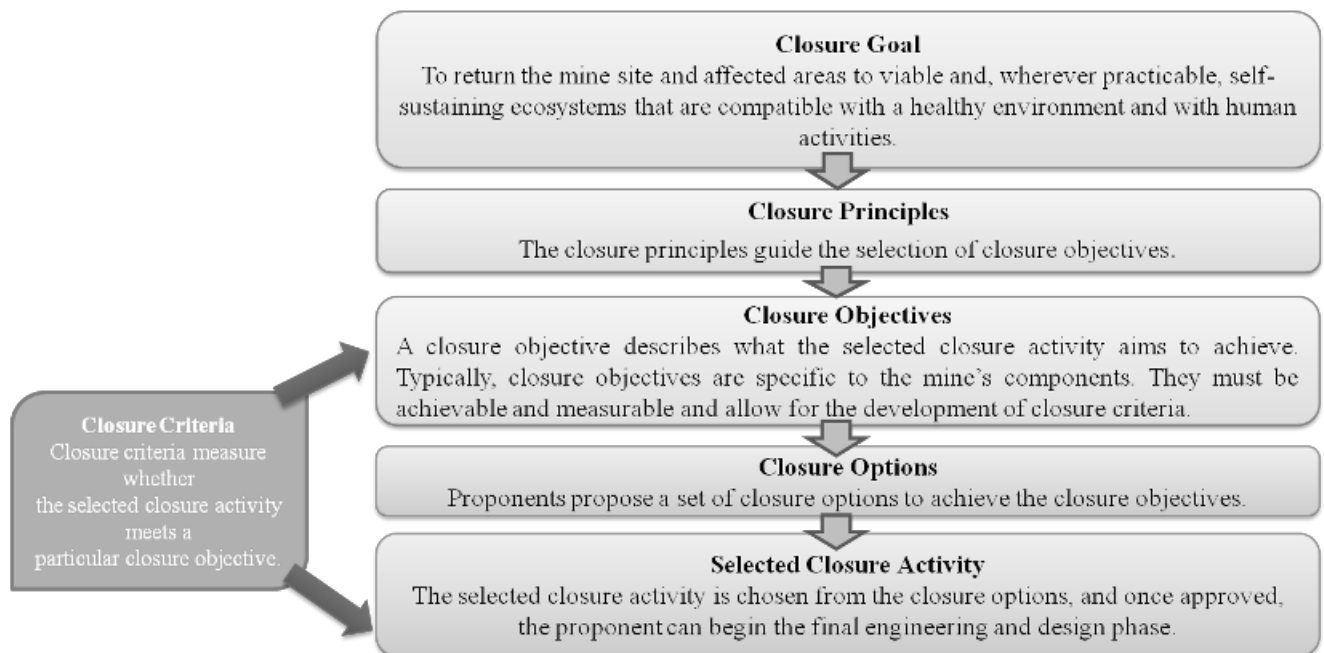 Closure Goal
To return the mine site and affected areas to viable and, wherever practicable, self-
sustaining ecosystems that are compatible with a healthy environment and with human
activities.
Closure Principles
The closure principles guide the selection of closure objectives.
Closure Objectives
A closure objective describes what the selected closure activity aims to achieve.
Typically, closure objectives are specific to the mine's components. They must be
achievable and measurable and allow for the development of closure criteria.
Closure Criteria
Closure criteria measure
whether
the selected closure activity
meets a
particular closure objective.
Closure Options
Proponents propose a set of closure options to achieve the closure objectives.
Selected Closure Activity
The selected closure activity is chosen from the closure options, and once approved,
the proponent can begin the final engineering and design phase.